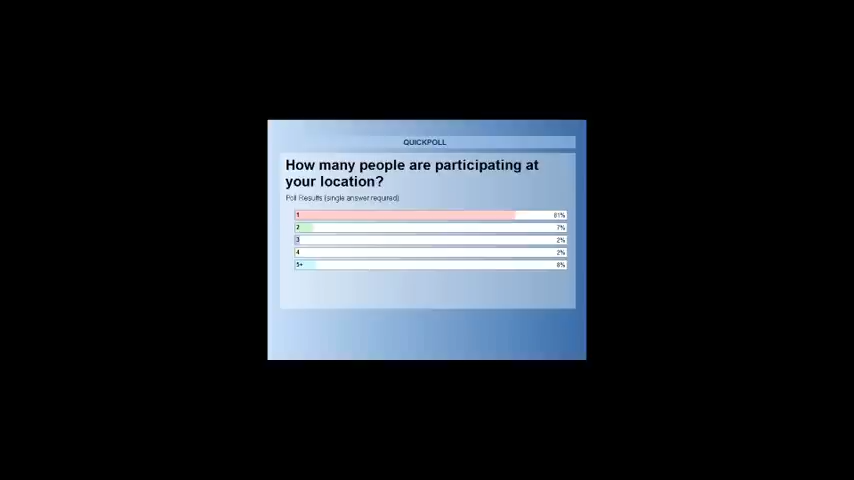 QUICKPOLL
How many people are participating at
your location?
Poll Results (single answer required)
1 81%
2 7%
3 2%
4 2%
5+ 8%